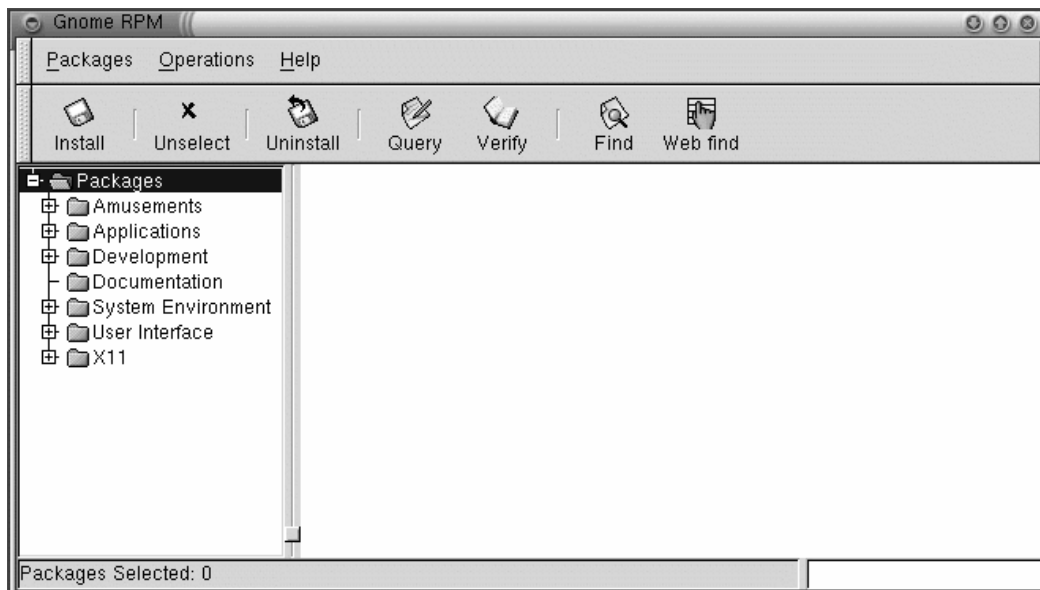 Gnome RPM
Packages Operations Help
Install Unselect Uninstall Query Verify Find Web find
Packages
Amusements
Applications
Development
Documentation
System Environment
User Interface
X11
Packages Selected: 0